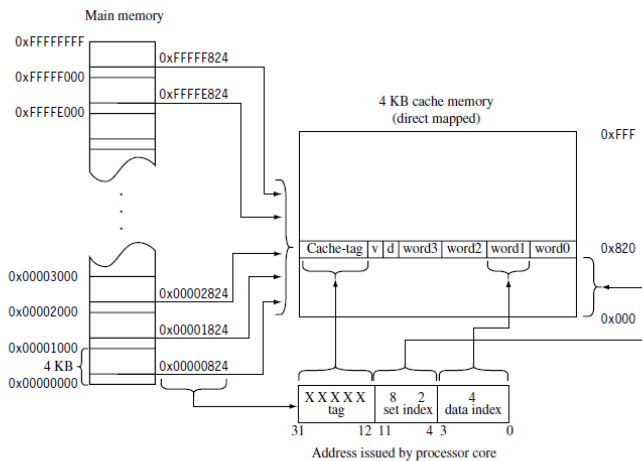 Main memory
0xFFFFFFFF
0xFFFFF824
0xFFFFF000
0xFFFFE824
0xFFFFE000
4 KB cache memory
(direct mapped)
0xFFF
Cache-tag v d word3 word2 word1 word0
0x820
0x000
0x00003000
0x00002824
0x00002000
0x00001824
0x00001000
4 KB
0x00000824
0x00000000
X X X X X 8 2 4
tag set index data index
31 12 11 4 3 0
Address issued by processor core